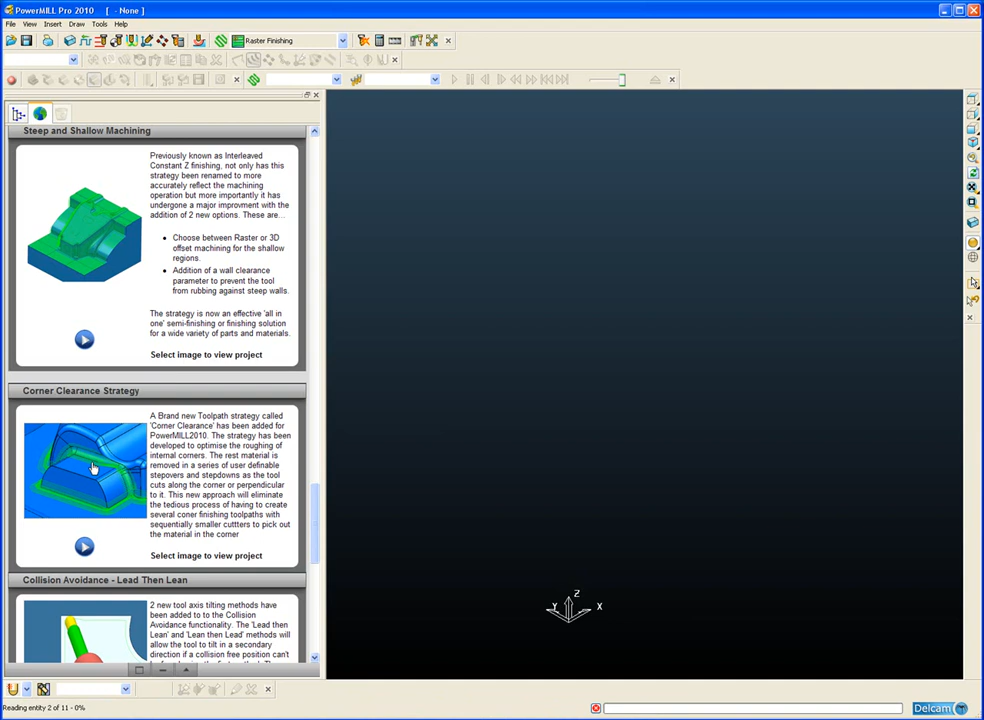 PowerMILL Pro 2010 [ - None ]
File View Insert Draw Tools Help
Raster Finishing
Steep and Shallow Machining
Previously known as Interleaved
Constant Z finishing, not only has this
strategy been renamed to more
accurately reflect the machining
operation but more importantly it has
undergone a major improvment with the
addition of 2 new options. These are...
Choose between Raster or 3D
offset machining for the shallow
regions.
Addition of a wall clearance
parameter to prevent the tool
from rubbing against steep walls.
The strategy is now an effective 'all in
one' semi-finishing or finishing solution
for a wide variety of parts and materials.
Select image to view project
Corner Clearance Strategy
A Brand new Toolpath strategy called
'Corner Clearance' has been added for
PowerMILL2010. The strategy has been
developed to optimise the roughing of
internal corners. The rest material is
removed in a series of user definable
stepovers and stepdowns as the tool
cuts along the corner or perpendicular
to it. This new approach will eliminate
the tedious process of having to create
several coner finishing toolpaths with
sequentially smaller cuttters to pick out
the material in the corner
Select image to view project
Collision Avoidance - Lead Then Lean
2 new tool axis tilting methods have
been added to to the Collision
Avoidance functionality. The 'Lead then
Lean' and 'Lean then Lead' methods will
allow the tool to tilt in a secondary
direction if a collision free position can't
Z
Y X
Reading entity 2 of 11 - 0%
Delcam